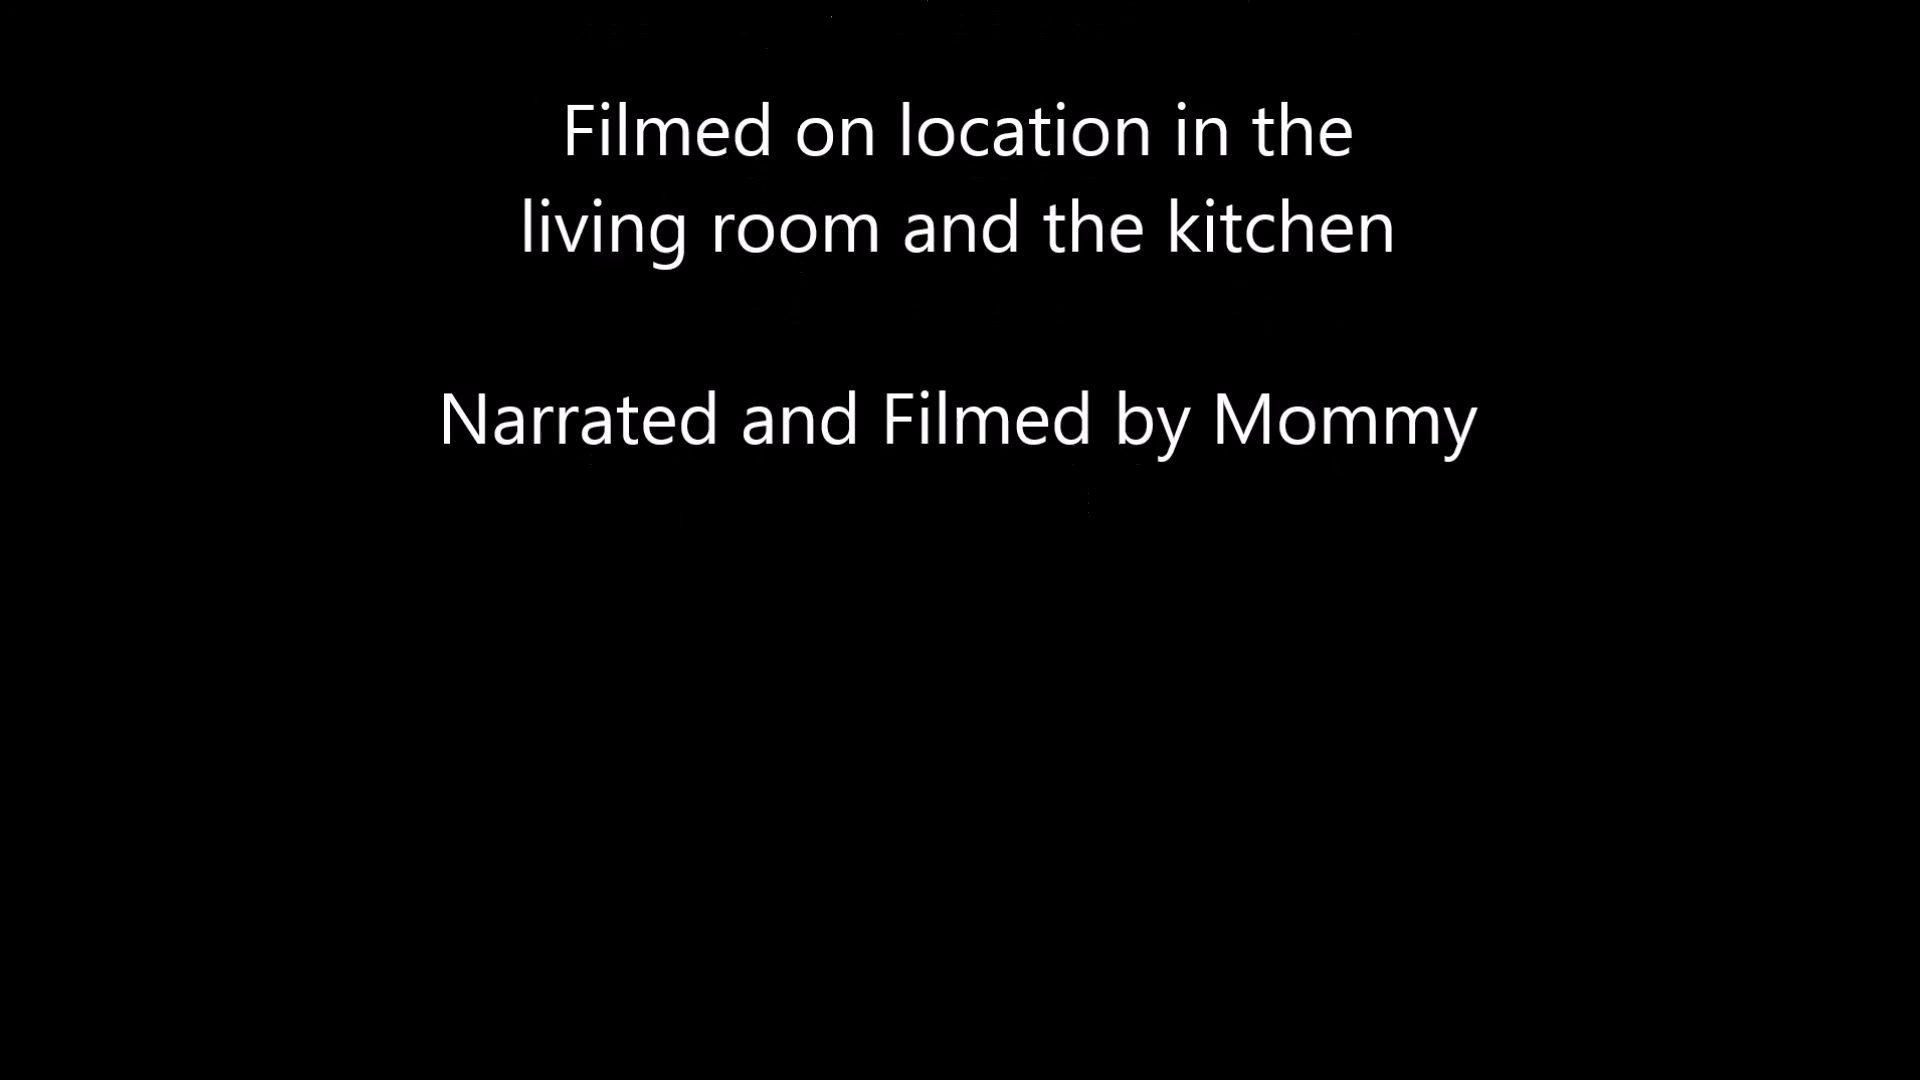 Filmed on location in the
living room and the kitchen
Narrated and Filmed by Mommy